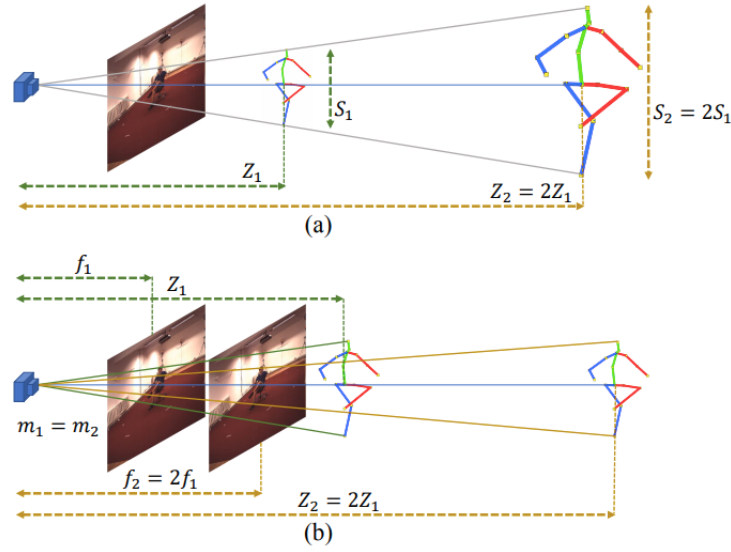 S₁
S₂ = 2S₁
Z₁
Z₂ = 2Z₁
(a)
f₁
Z₁
m₁ = m₂
f₂ = 2f₁
Z₂ = 2Z₁
(b)